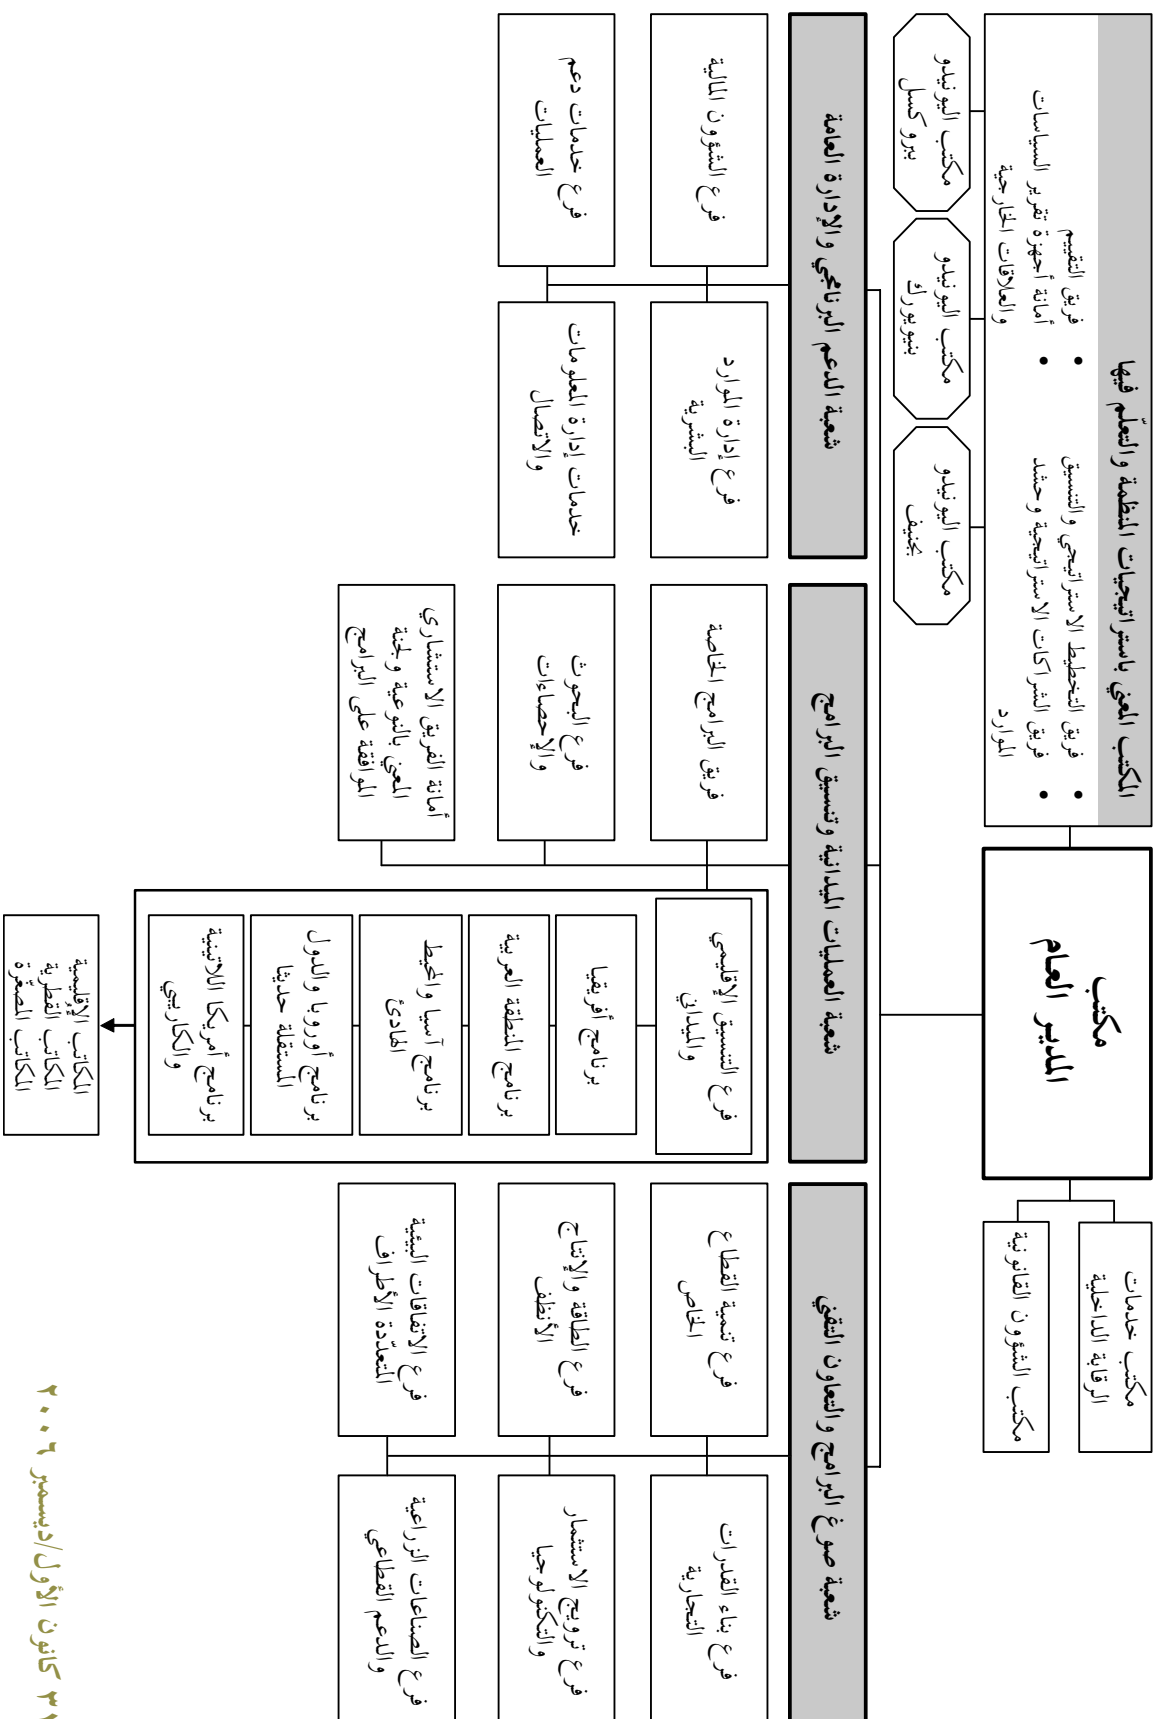 مكتب
المدير العام
مكتب خدمات
الرقابة الداخلية
مكتب الشؤون القانونية
المكتب المعني باستراتيجيات المنظمة والتعلّم فيها
• فريق التخطيط الاستراتيجي والتنسيق
• فريق الشراكات الاستراتيجية وحشد
الموارد
• فريق التقييم
• أمانة أجهزة تقرير السياسات
والعلاقات الخارجية
مكتب اليونيدو
بجنيف
مكتب اليونيدو
بنيويورك
مكتب اليونيدو
ببروكسل
شعبة صوغ البرامج والتعاون التقني
فرع بناء القدرات
التجارية
فرع تنمية القطاع
الخاص
فرع ترويج الاستثمار
والتكنولوجيا
فرع الطاقة والإنتاج
الأنظف
فرع الصناعات الزراعية
والدعم القطاعي
فرع الاتفاقات البيئية
المتعدّدة الأطراف
شعبة العمليات الميدانية وتنسيق البرامج
فريق البرامج الخاصة
فرع البحوث
والإحصاءات
أمانة الفريق الاستشاري
المعني بالنوعية ولجنة
الموافقة على البرامج
فرع التنسيق الإقليمي
والميداني
برنامج أفريقيا
برنامج المنطقة العربية
برنامج آسيا والمحيط
الهادئ
برنامج أوروبا والدول
المستقلة حديثا
برنامج أمريكا اللاتينية
والكاريبي
المكاتب الإقليمية
المكاتب القطرية
المكاتب المصغّرة
شعبة الدعم البرنامجي والإدارة العامة
فرع إدارة الموارد
البشرية
فرع الشؤون المالية
خدمات إدارة المعلومات
والاتصال
فرع خدمات دعم
العمليات
٣١ كانون الأول/ديسمبر ٢٠٠٦